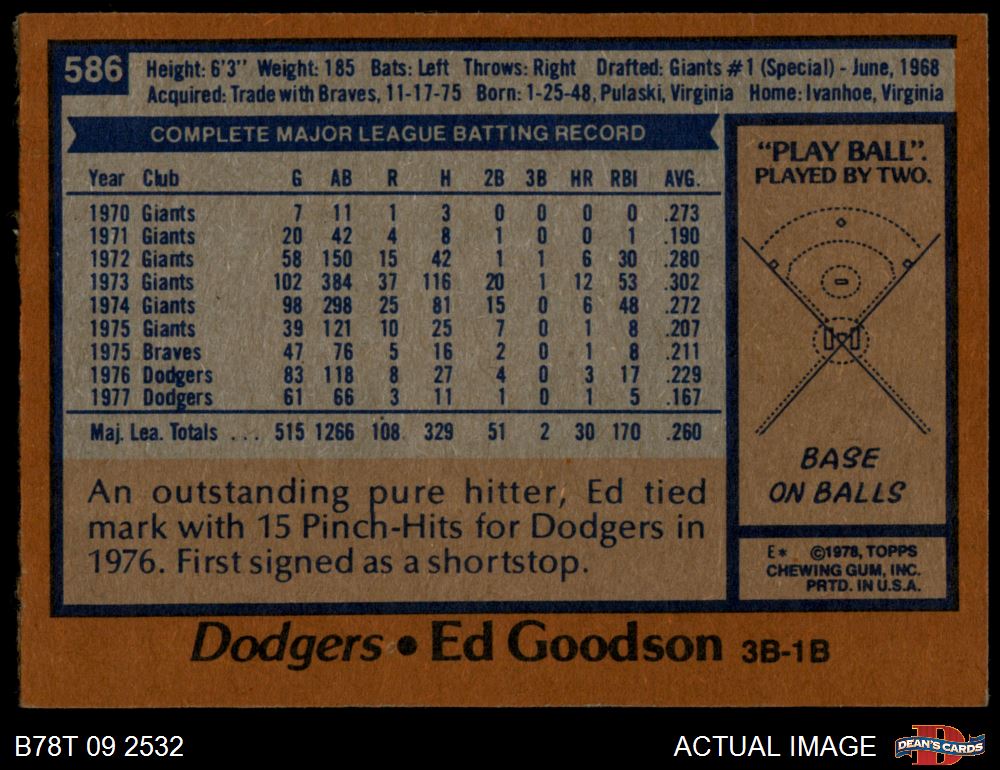 586
Height: 6'3" Weight: 185 Bats: Left Throws: Right Drafted: Giants #1 (Special) - June, 1968
Acquired: Trade with Braves, 11-17-75 Born: 1-25-48, Pulaski, Virginia Home: Ivanhoe, Virginia
COMPLETE MAJOR LEAGUE BATTING RECORD
Year Club G AB R H 2B 3B HR RBI AVG.
1970 Giants 7 11 1 3 0 0 0 0 .273
1971 Giants 20 42 4 8 1 0 0 1 .190
1972 Giants 58 150 15 42 1 1 6 30 .280
1973 Giants 102 384 37 116 20 1 12 53 .302
1974 Giants 98 298 25 81 15 0 6 48 .272
1975 Giants 39 121 10 25 7 0 1 8 .207
1975 Braves 47 76 5 16 2 0 1 8 .211
1976 Dodgers 83 118 8 27 4 0 3 17 .229
1977 Dodgers 61 66 3 11 1 0 1 5 .167
Maj. Lea. Totals ... 515 1266 108 329 51 2 30 170 .260
An outstanding pure hitter, Ed tied
mark with 15 Pinch-Hits for Dodgers in
1976. First signed as a shortstop.
"PLAY BALL".
PLAYED BY TWO.
BASE
ON BALLS
E* ©1978, TOPPS
CHEWING GUM, INC.
PRTD. IN U.S.A.
Dodgers • Ed Goodson 3B-1B
B78T 09 2532
ACTUAL IMAGE
D
DEAN'S CARDS